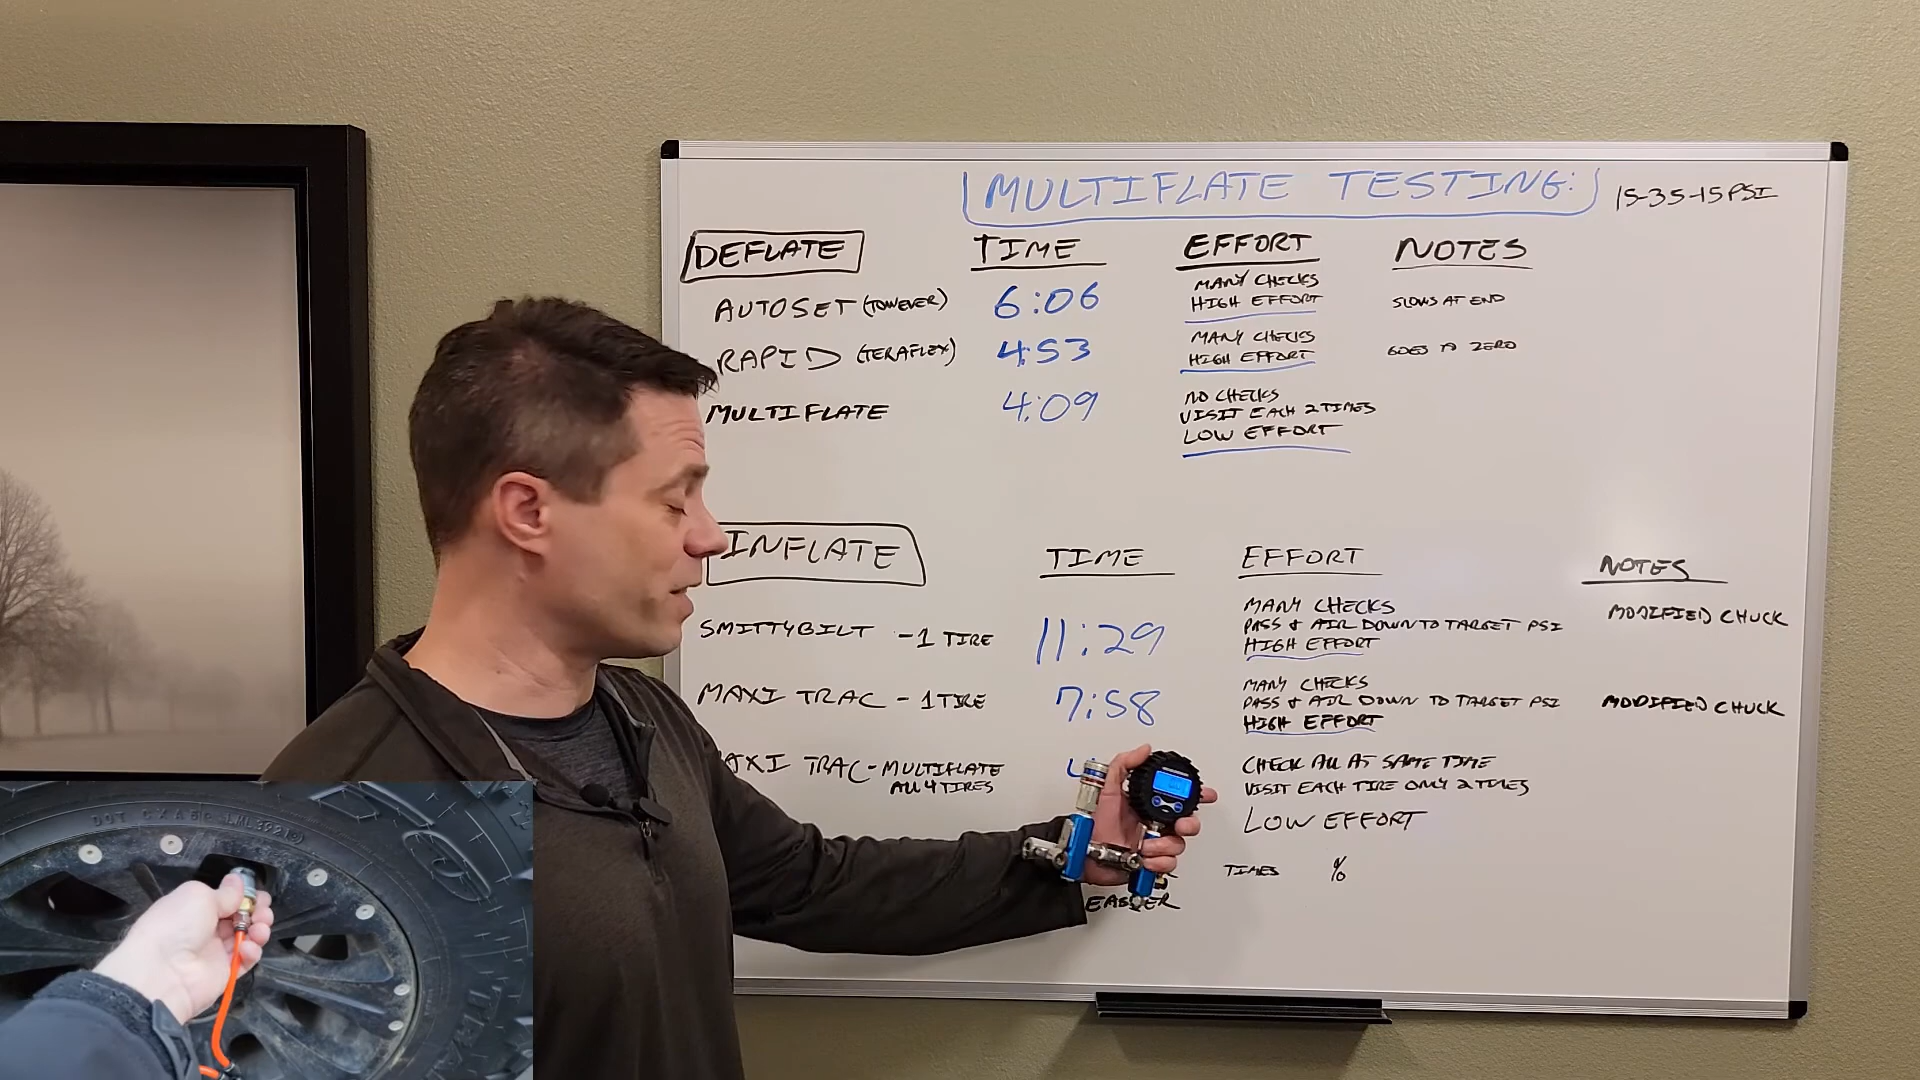 MULTIFLATE TESTING: 15-35-15 PSI
DEFLATE TIME EFFORT NOTES
AUTOSET (TOWEVER) 6:06 MANY CHECKS
HIGH EFFORT SLOWS AT END
RAPID (TERAFLEX) 4:53 MANY CHECKS
HIGH EFFORT GOES TO ZERO
MULTIFLATE 4:09 NO CHECKS
VISIT EACH 2 TIMES
LOW EFFORT
INFLATE TIME EFFORT NOTES
SMITTYBILT -1 TIRE 11:29 MANY CHECKS
PASS & AIR DOWN TO TARGET PSI
HIGH EFFORT
MODIFIED CHUCK
MAXI TRAC - 1 TIRE 7:58 MANY CHECKS
PASS & AIR DOWN TO TARGET PSI
HIGH EFFORT
MODIFIED CHUCK
TRAC - MULTIFLATE
ALL 4 TIRES
CHECK ALL AT SAME TIME
VISIT EACH TIRE ONLY 2 TIMES
LOW EFFORT
TIMES %
EASIER
DOT